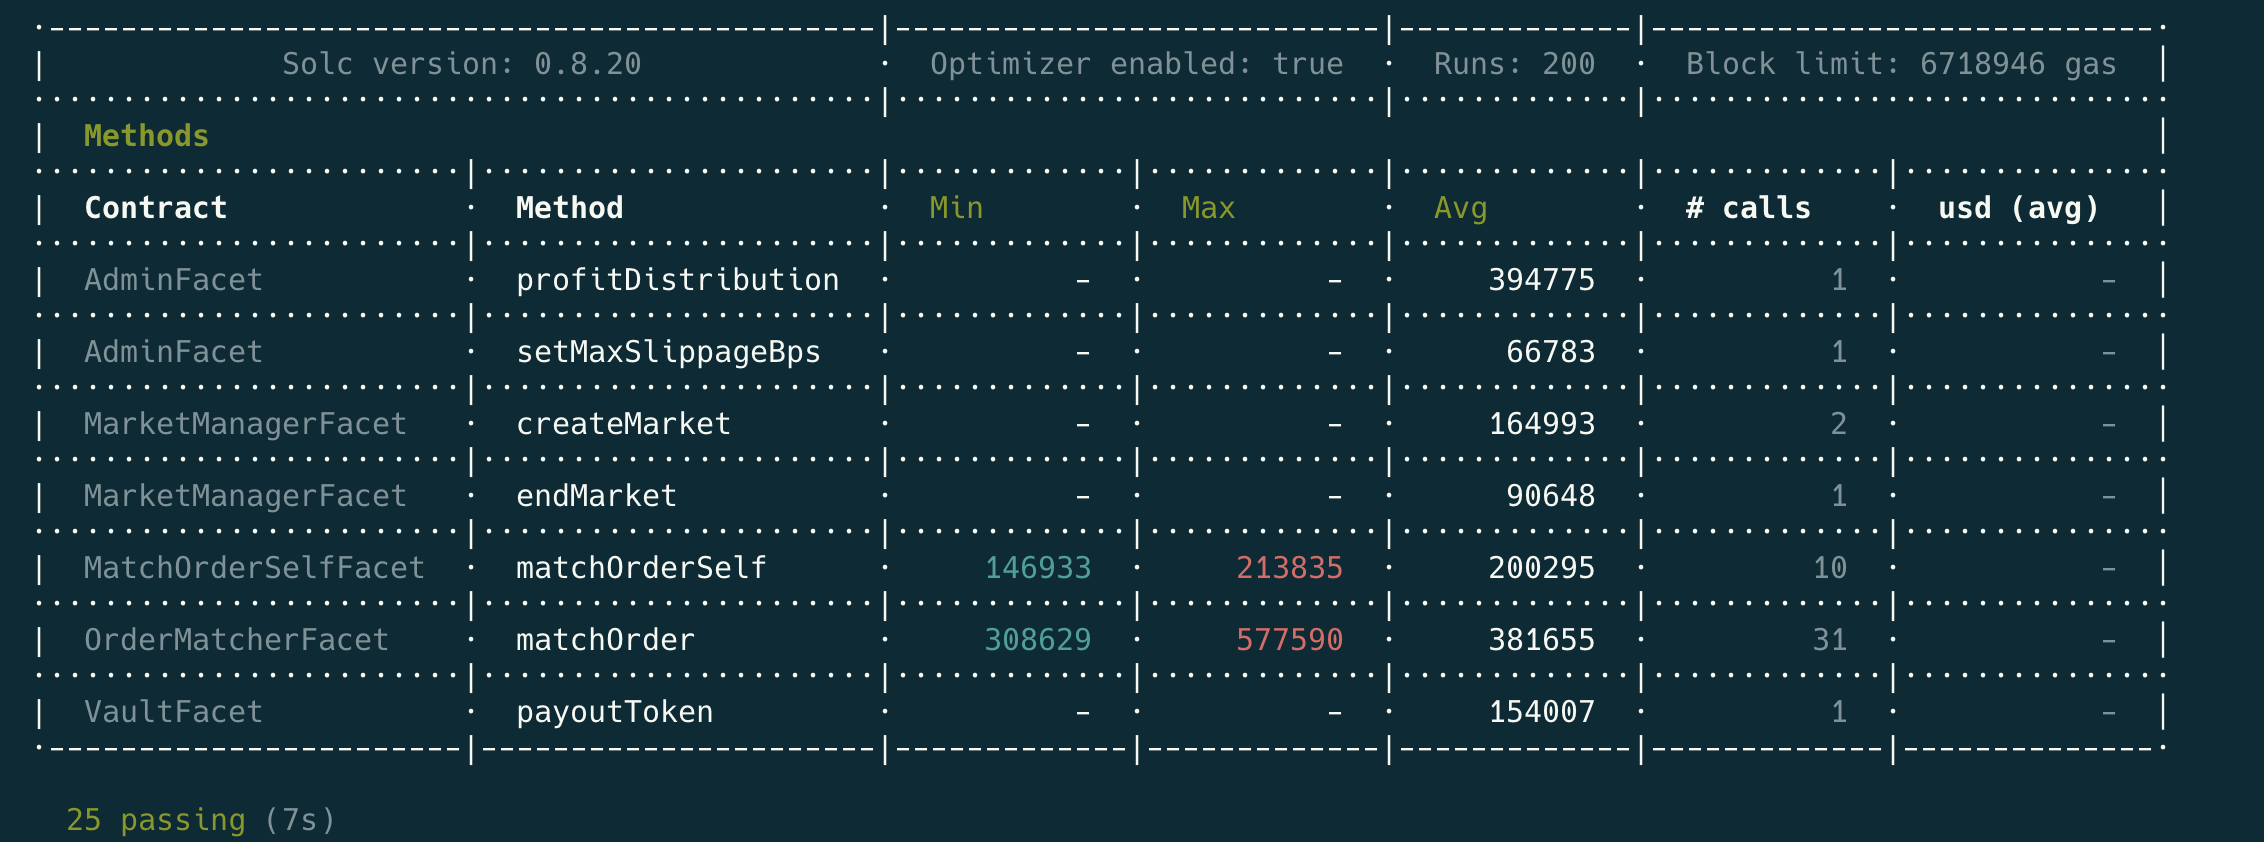 Solc version: 0.8.20 · Optimizer enabled: true · Runs: 200 · Block limit: 6718946 gas
Methods
Contract · Method · Min · Max · Avg · # calls · usd (avg)
AdminFacet · profitDistribution · - · - · 394775 · 1 · -
AdminFacet · setMaxSlippageBps · - · - · 66783 · 1 · -
MarketManagerFacet · createMarket · - · - · 164993 · 2 · -
MarketManagerFacet · endMarket · - · - · 90648 · 1 · -
MatchOrderSelfFacet · matchOrderSelf · 146933 · 213835 · 200295 · 10 · -
OrderMatcherFacet · matchOrder · 308629 · 577590 · 381655 · 31 · -
VaultFacet · payoutToken · - · - · 154007 · 1 · -
25 passing (7s)